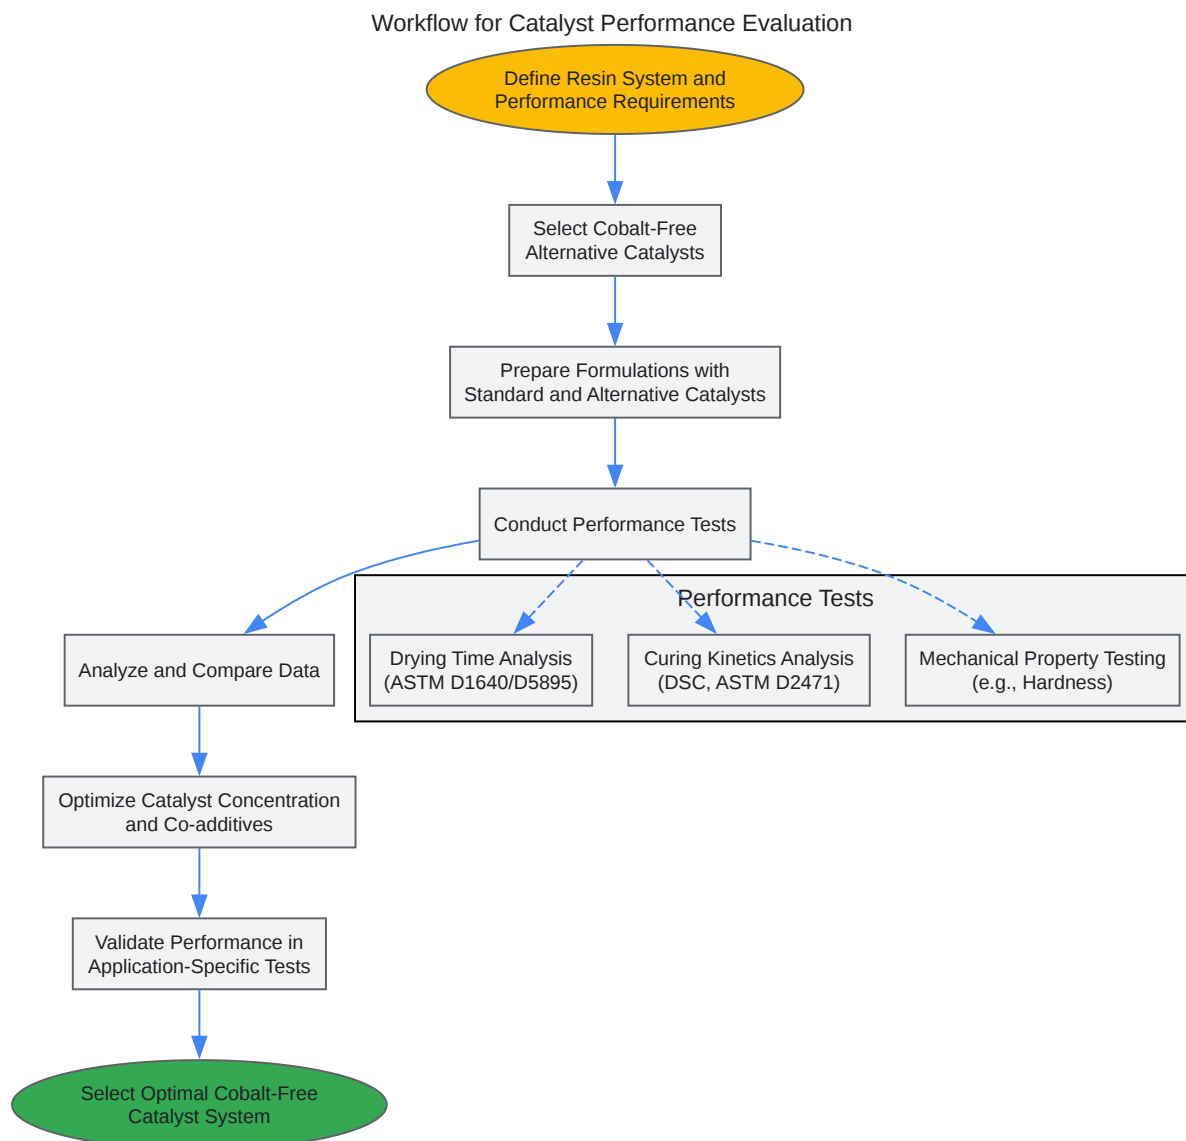 Workflow for Catalyst Performance Evaluation
Define Resin System and
Performance Requirements
Select Cobalt-Free
Alternative Catalysts
Prepare Formulations with
Standard and Alternative Catalysts
Conduct Performance Tests
Performance Tests
Analyze and Compare Data
Drying Time Analysis
(ASTM D1640/D5895)
Curing Kinetics Analysis
(DSC, ASTM D2471)
Mechanical Property Testing
(e.g., Hardness)
Optimize Catalyst Concentration
and Co-additives
Validate Performance in
Application-Specific Tests
Select Optimal Cobalt-Free
Catalyst System